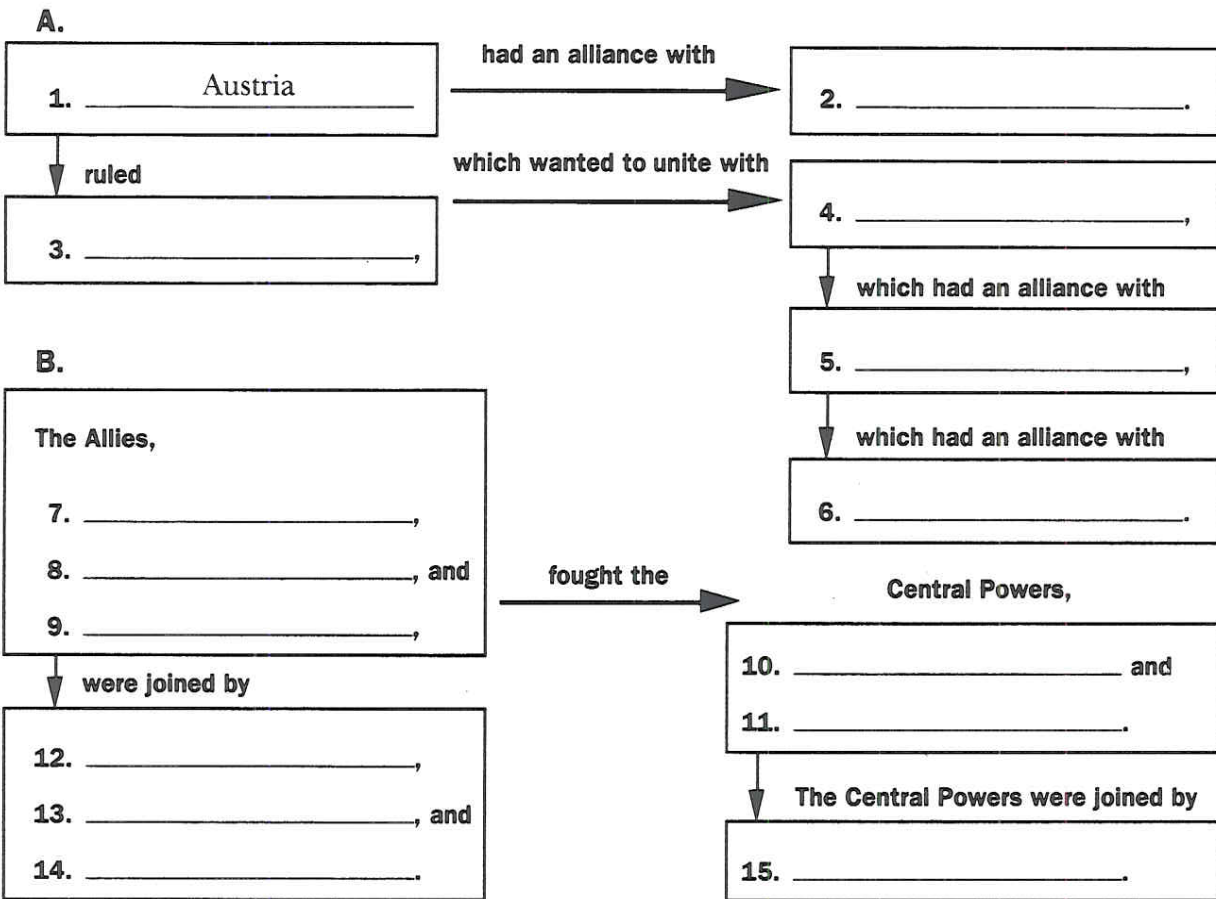 A.
1. Austria
had an alliance with
2. .
ruled
which wanted to unite with
3. ,
4. ,
which had an alliance with
5. ,
which had an alliance with
6. .
B.
The Allies,
7. ,
8. , and
9. ,
fought the
Central Powers,
10. and
11. .
were joined by
12. ,
13. , and
14. .
The Central Powers were joined by
15. .